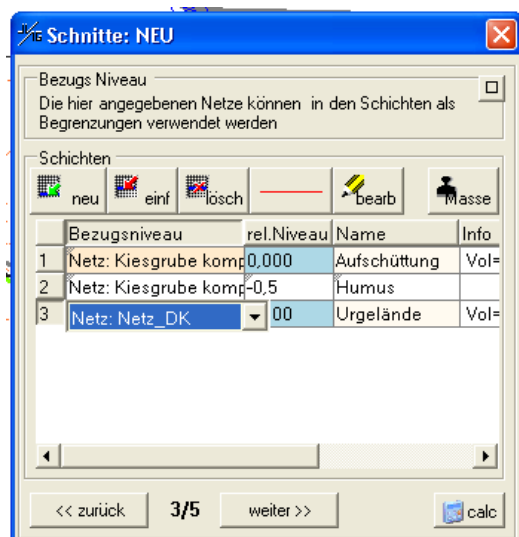 Schnitte: NEU
Bezugs Niveau
Die hier angegebenen Netze können in den Schichten als
Begrenzungen verwendet werden
Schichten
neu einf lösch bearb Masse
Bezugsniveau rel.Niveau Name Info
1 Netz: Kiesgrube komp 0,000 Aufschüttung Vol=
2 Netz: Kiesgrube komp -0,5 Humus
3 Netz: Netz_DK 00 Urgelände Vol=
<< zurück 3/5 weiter >> calc